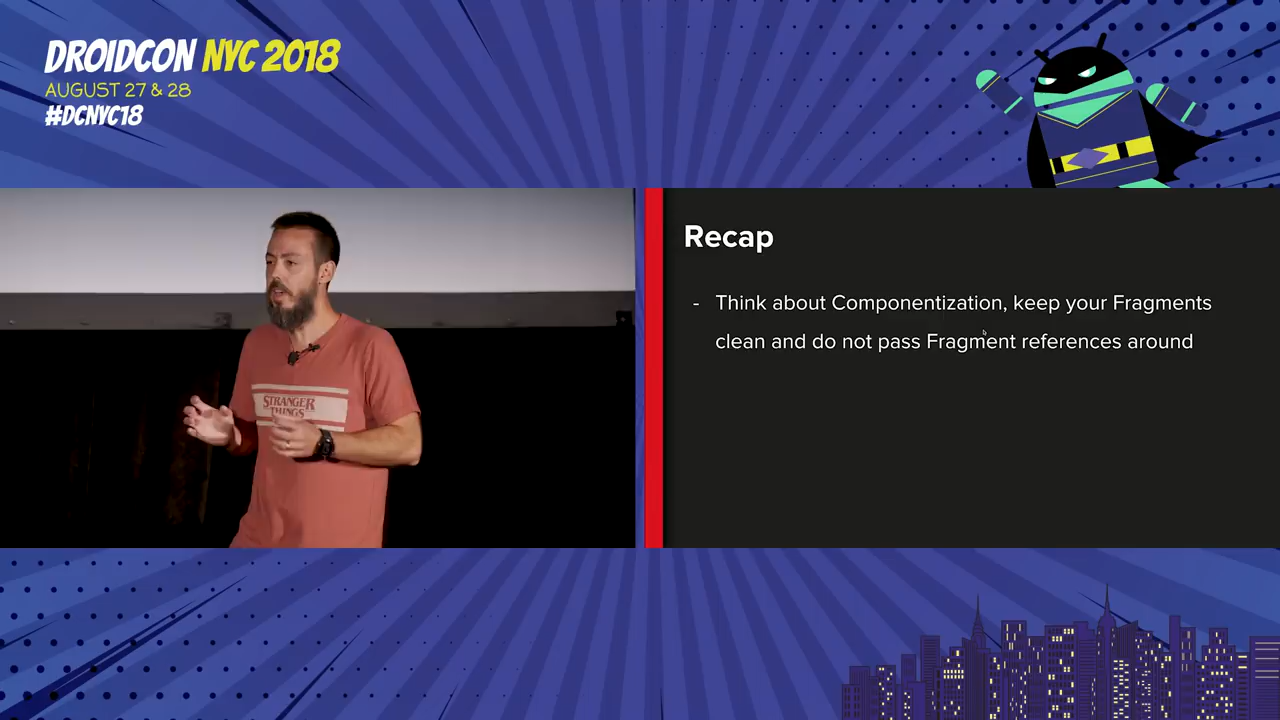 DROIDCON NYC 2018
AUGUST 27 & 28
#DCNYC18
STRANGER
THINGS
Recap
- Think about Componentization, keep your Fragments
clean and do not pass Fragment references around